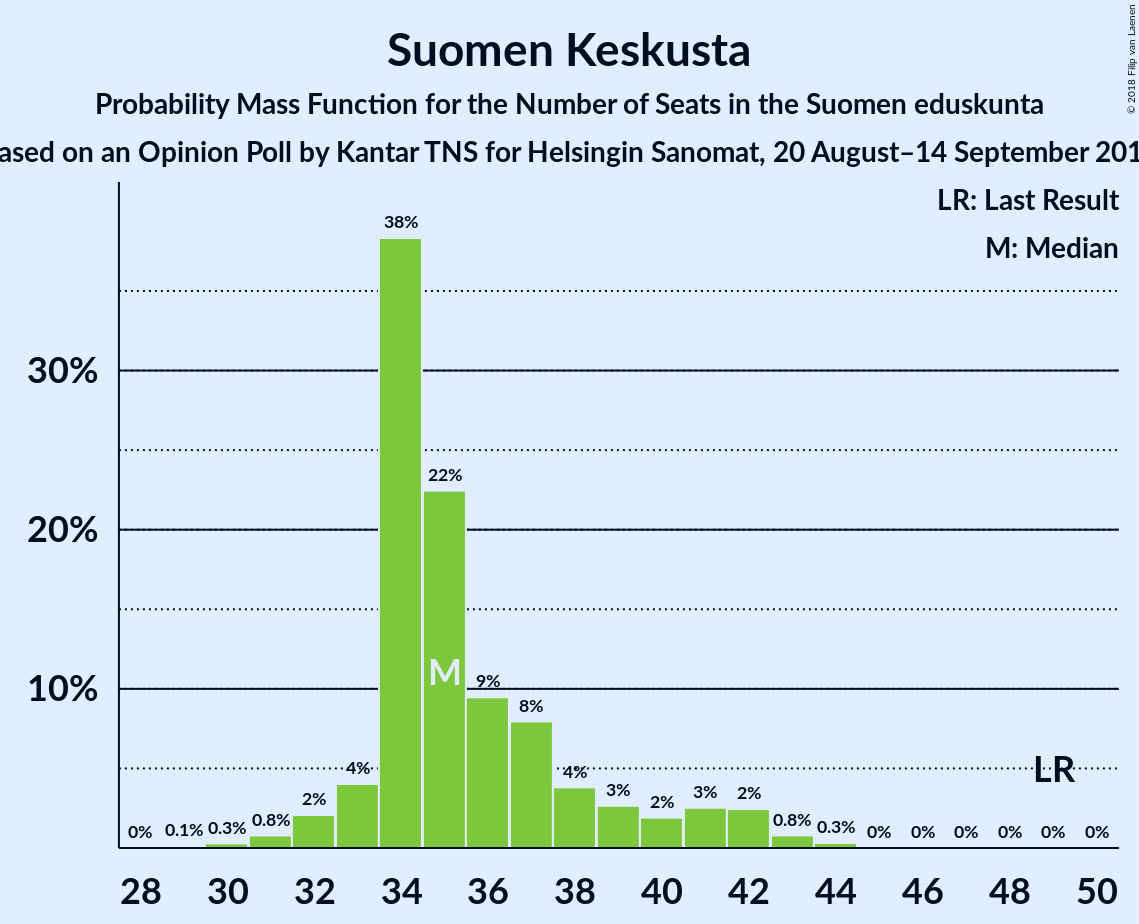 Suomen Keskusta
Probability Mass Function for the Number of Seats in the Suomen eduskunta
ased on an Opinion Poll by Kantar TNS for Helsingin Sanomat, 20 August–14 September 201
© 2018 Filip van Laenen
LR: Last Result
M: Median
38%
30%
22%
20%
M
10%
9%
8%
LR
4%
4%
3%
3%
2%
2%
2%
0.8%
0.8%
0%
0.1%
0.3%
0.3%
0%
0%
0%
0%
0%
0%
28 30 32 34 36 38 40 42 44 46 48 50